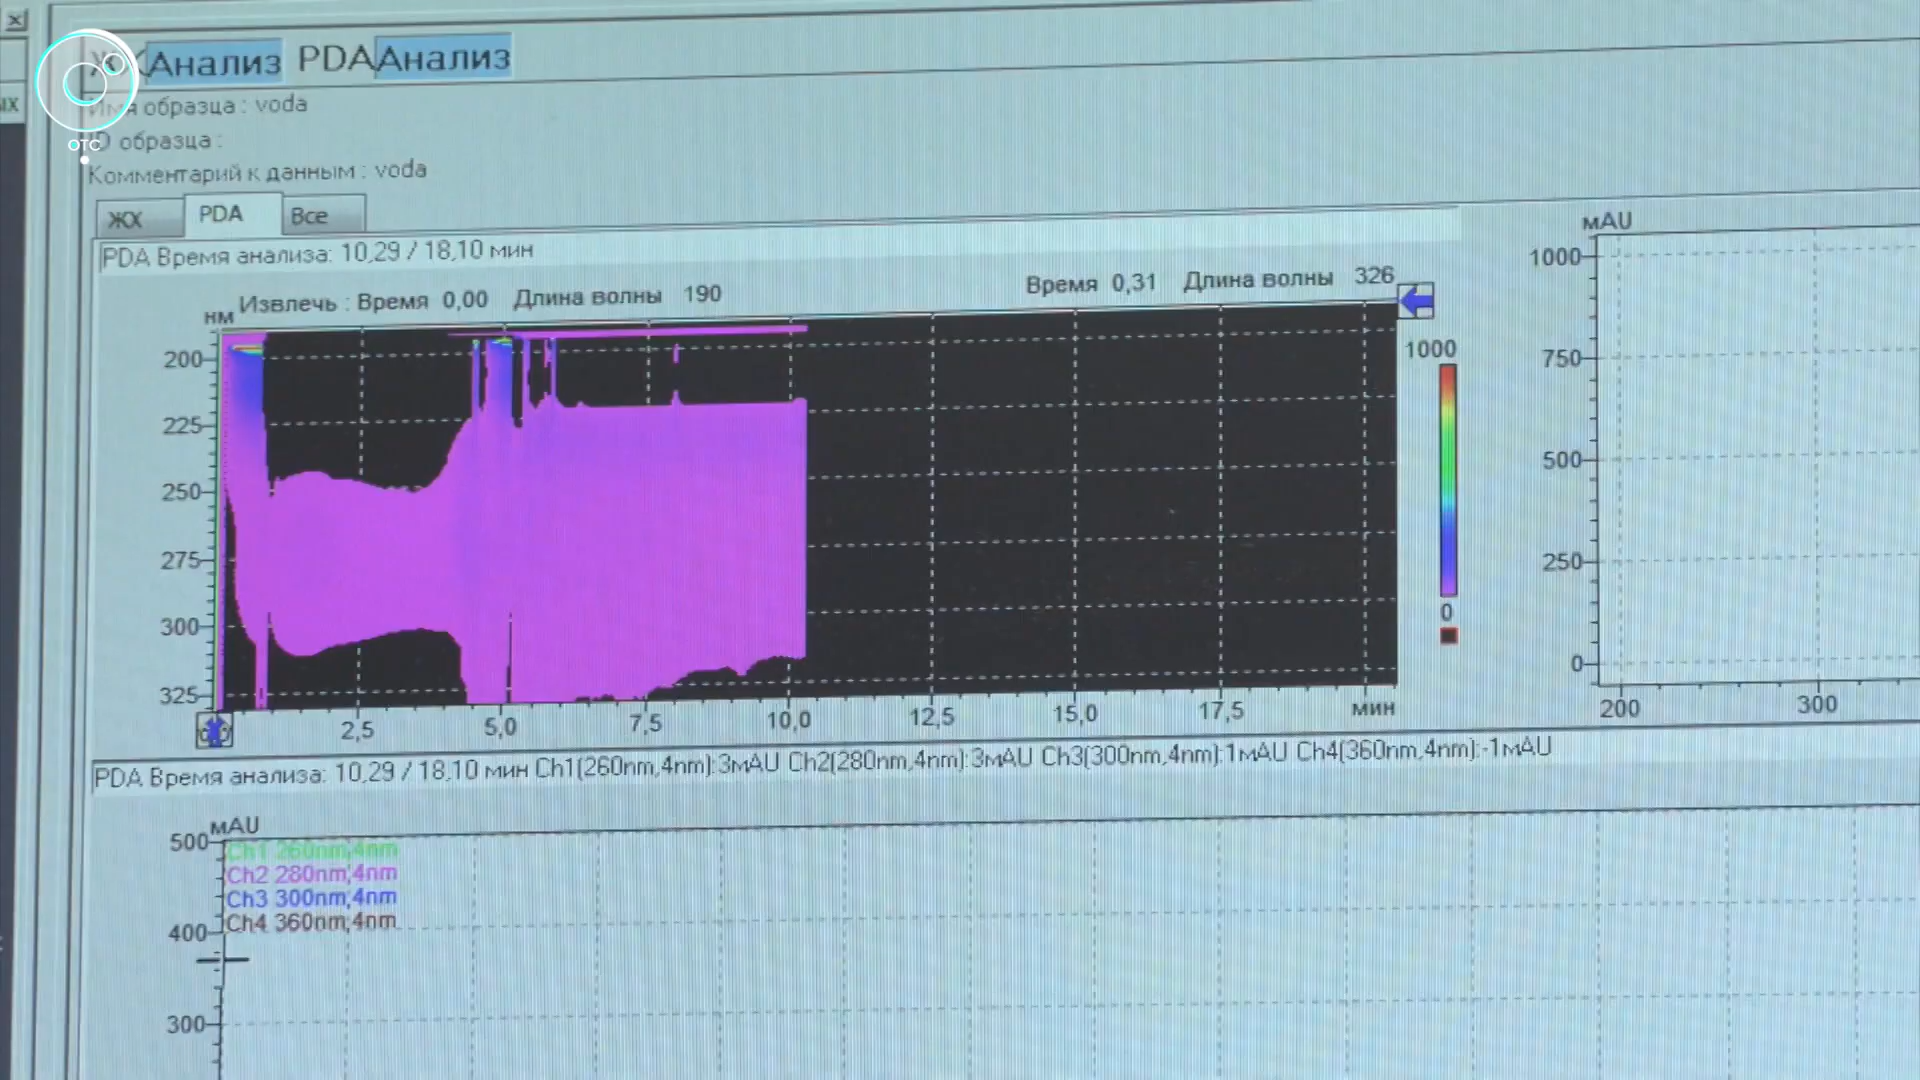 Анализ PDA Анализ
Имя образца : voda
ID образца :
Комментарий к данным : voda
ЖХ PDA Все
PDA Время анализа: 10,29 / 18,10 мин
Извлечь : Время 0,00 Длина волны 190 Время 0,31 Длина волны 326
нм
200
225
250
275
300
325
2,5 5,0 7,5 10,0 12,5 15,0 17,5 мин
1000
0
мAU
1000
750
500
250
0
200 300
PDA Время анализа: 10,29 / 18,10 мин Ch1(260nm,4nm):3мAU Ch2(280nm,4nm):3мAU Ch3(300nm,4nm):1мAU Ch4(360nm,4nm):-1мAU
мAU
500
400
300
Ch1 260nm,4nm
Ch2 280nm,4nm
Ch3 300nm,4nm
Ch4 360nm,4nm
ОТС